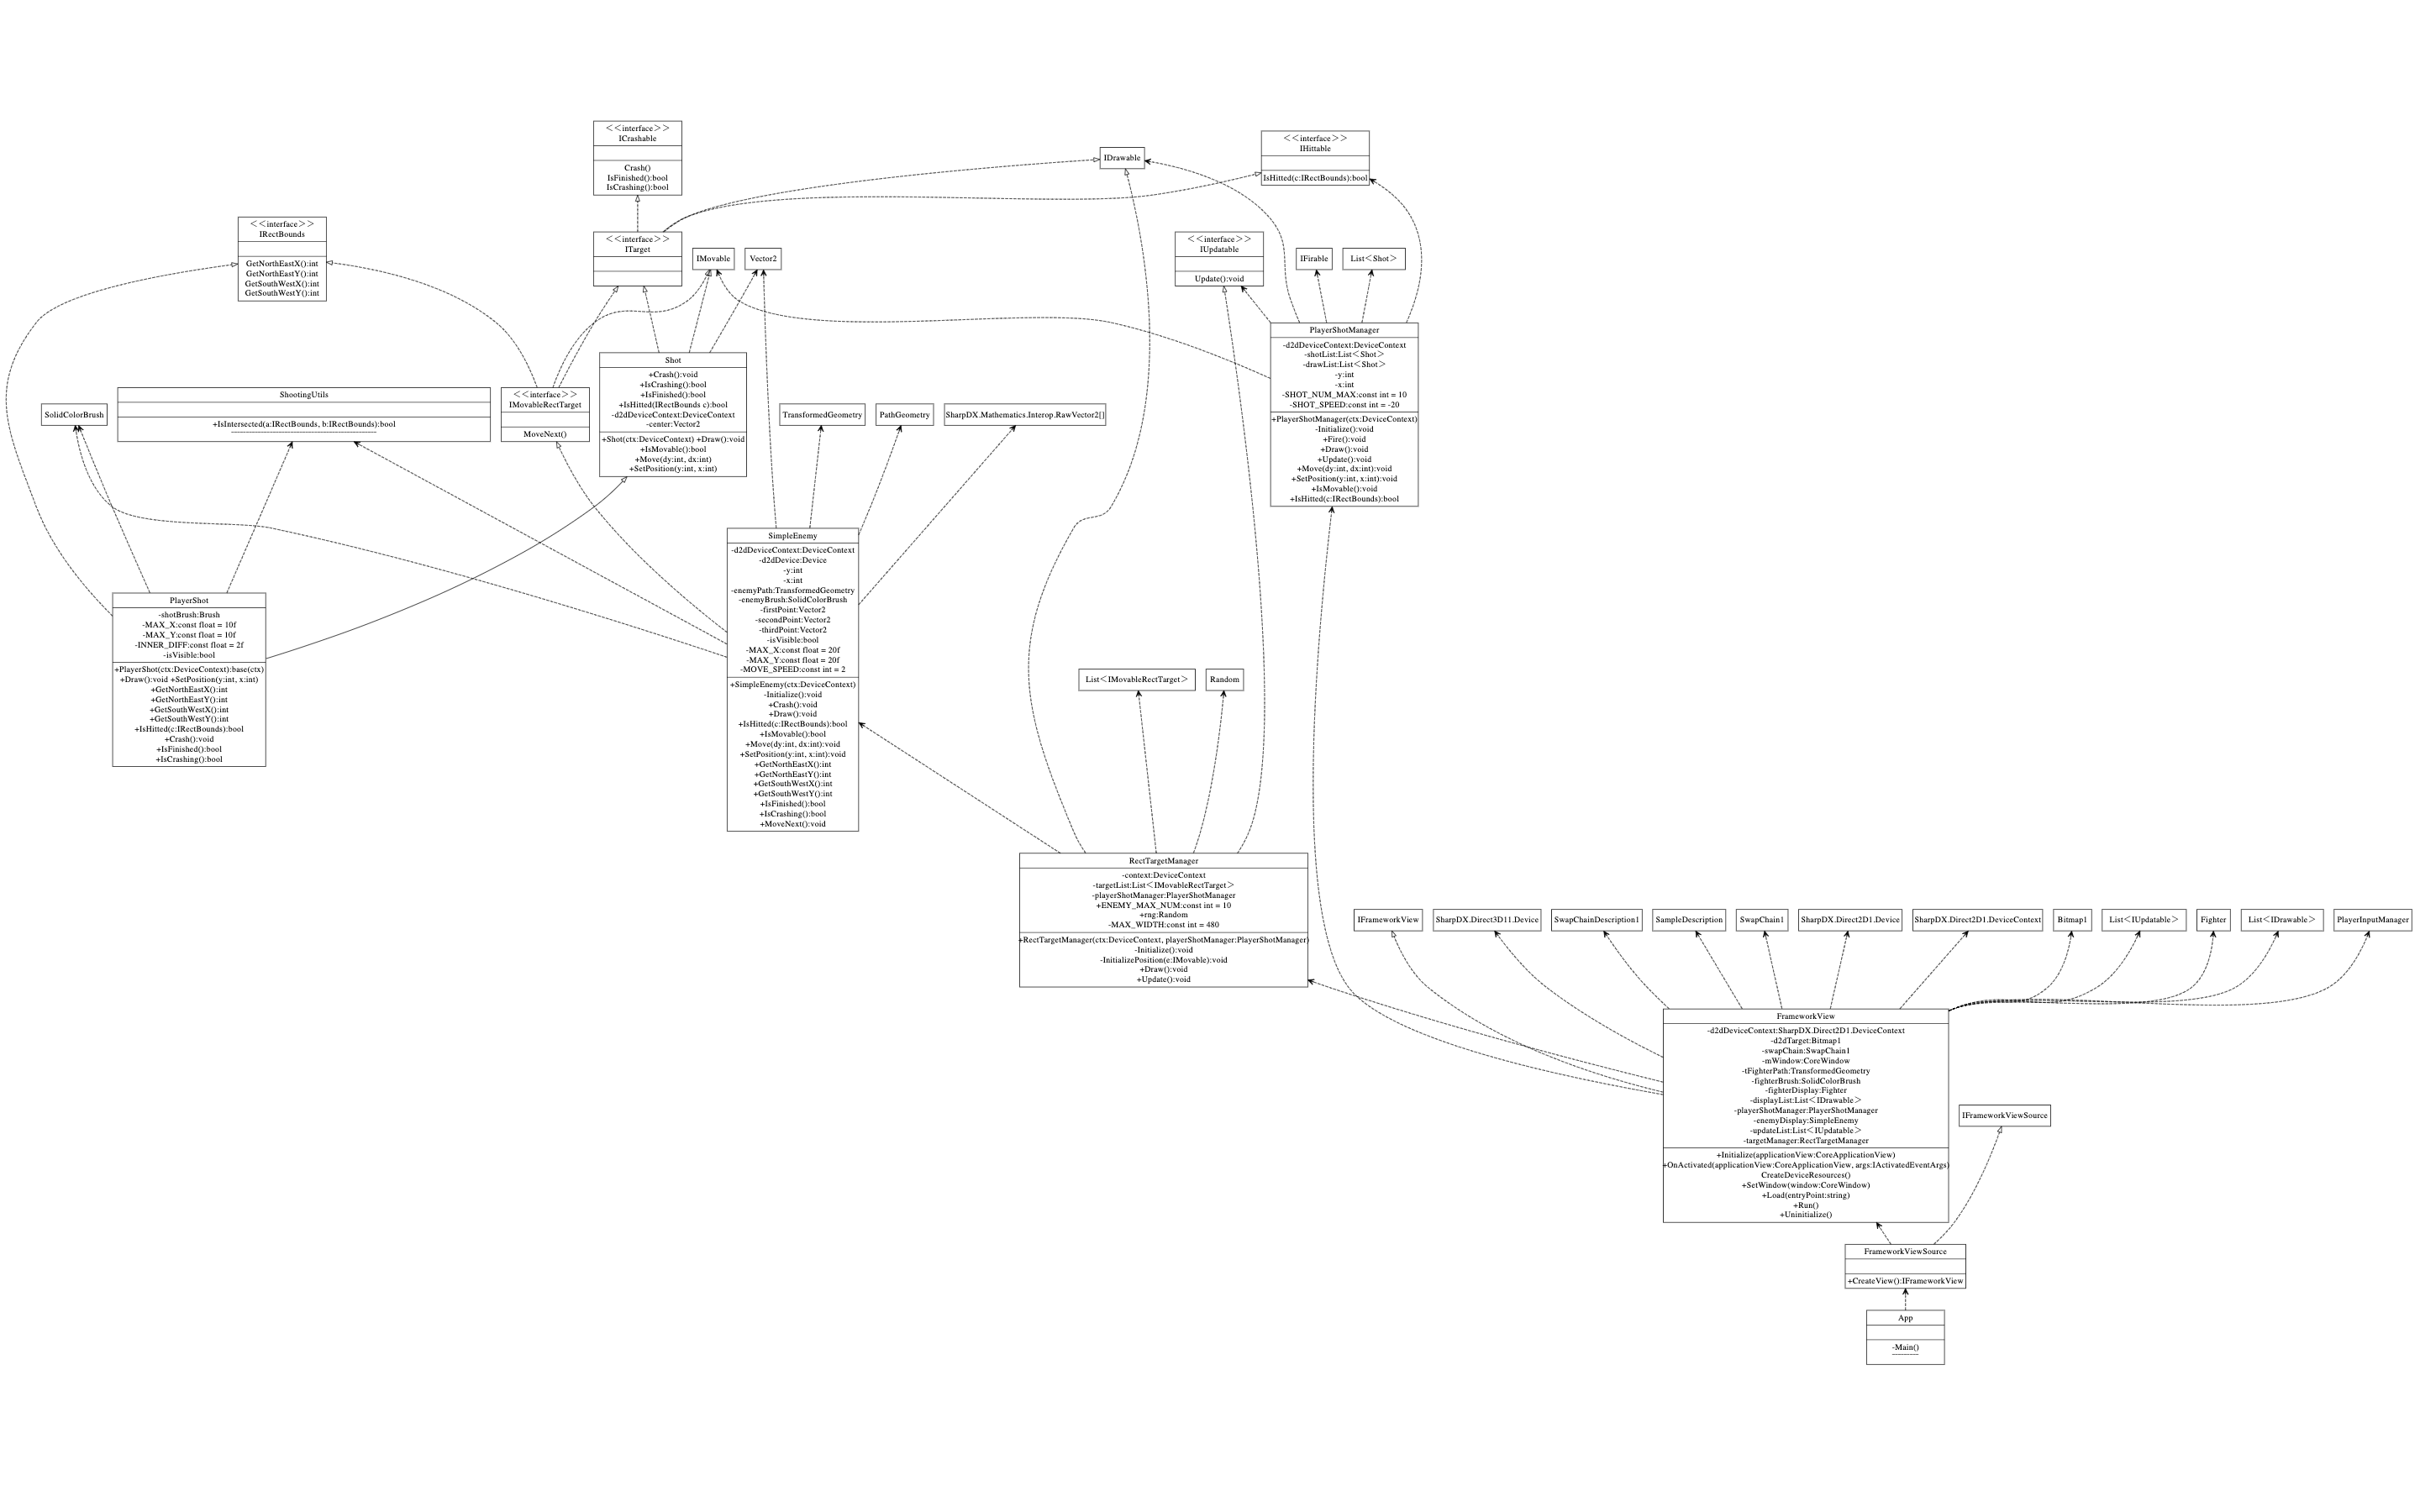 ＜＜interface＞＞
ICrashable
Crash()
IsFinished():bool
IsCrashing():bool
IDrawable
＜＜interface＞＞
IHittable
IsHitted(c:IRectBounds):bool
＜＜interface＞＞
IRectBounds
GetNorthEastX():int
GetNorthEastY():int
GetSouthWestX():int
GetSouthWestY():int
＜＜interface＞＞
ITarget
IMovable
Vector2
＜＜interface＞＞
IUpdatable
Update():void
IFirable
List＜Shot＞
PlayerShotManager
-d2dDeviceContext:DeviceContext
-shotList:List＜Shot＞
-drawList:List＜Shot＞
-y:int
-x:int
-SHOT_NUM_MAX:const int = 10
-SHOT_SPEED:const int = -20
+PlayerShotManager(ctx:DeviceContext)
-Initialize():void
+Fire():void
+Draw():void
+Update():void
+Move(dy:int, dx:int):void
+SetPosition(y:int, x:int):void
+IsMovable():void
+IsHitted(c:IRectBounds):bool
SolidColorBrush
ShootingUtils
+IsIntersected(a:IRectBounds, b:IRectBounds):bool
＜＜interface＞＞
IMovableRectTarget
MoveNext()
Shot
+Crash():void
+IsCrashing():bool
+IsFinished():bool
+IsHitted(IRectBounds c):bool
-d2dDeviceContext:DeviceContext
-center:Vector2
+Shot(ctx:DeviceContext) +Draw():void
+IsMovable():bool
+Move(dy:int, dx:int)
+SetPosition(y:int, x:int)
TransformedGeometry
PathGeometry
SharpDX.Mathematics.Interop.RawVector2[]
PlayerShot
-shotBrush:Brush
-MAX_X:const float = 10f
-MAX_Y:const float = 10f
-INNER_DIFF:const float = 2f
-isVisible:bool
+PlayerShot(ctx:DeviceContext):base(ctx)
+Draw():void +SetPosition(y:int, x:int)
+GetNorthEastX():int
+GetNorthEastY():int
+GetSouthWestX():int
+GetSouthWestY():int
+IsHitted(c:IRectBounds):bool
+Crash():void
+IsFinished():bool
+IsCrashing():bool
SimpleEnemy
-d2dDeviceContext:DeviceContext
-d2dDevice:Device
-y:int
-x:int
-enemyPath:TransformedGeometry
-enemyBrush:SolidColorBrush
-firstPoint:Vector2
-secondPoint:Vector2
-thirdPoint:Vector2
-isVisible:bool
-MAX_X:const float = 20f
-MAX_Y:const float = 20f
-MOVE_SPEED:const int = 2
+SimpleEnemy(ctx:DeviceContext)
-Initialize():void
+Crash():void
+Draw():void
+IsHitted(c:IRectBounds):bool
+IsMovable():bool
+Move(dy:int, dx:int):void
+SetPosition(y:int, x:int):void
+GetNorthEastX():int
+GetNorthEastY():int
+GetSouthWestX():int
+GetSouthWestY():int
+IsFinished():bool
+IsCrashing():bool
+MoveNext():void
List＜IMovableRectTarget＞
Random
RectTargetManager
-context:DeviceContext
-targetList:List＜IMovableRectTarget＞
-playerShotManager:PlayerShotManager
+ENEMY_MAX_NUM:const int = 10
+rng:Random
-MAX_WIDTH:const int = 480
+RectTargetManager(ctx:DeviceContext, playerShotManager:PlayerShotManager)
-Initialize():void
-InitializePosition(e:IMovable):void
+Draw():void
+Update():void
IFrameworkView
SharpDX.Direct3D11.Device
SwapChainDescription1
SampleDescription
SwapChain1
SharpDX.Direct2D1.Device
SharpDX.Direct2D1.DeviceContext
Bitmap1
List＜IUpdatable＞
Fighter
List＜IDrawable＞
PlayerInputManager
FrameworkView
-d2dDeviceContext:SharpDX.Direct2D1.DeviceContext
-d2dTarget:Bitmap1
-swapChain:SwapChain1
-mWindow:CoreWindow
-tFighterPath:TransformedGeometry
-fighterBrush:SolidColorBrush
-fighterDisplay:Fighter
-displayList:List＜IDrawable＞
-playerShotManager:PlayerShotManager
-enemyDisplay:SimpleEnemy
-updateList:List＜IUpdatable＞
-targetManager:RectTargetManager
+Initialize(applicationView:CoreApplicationView)
+OnActivated(applicationView:CoreApplicationView, args:IActivatedEventArgs)
CreateDeviceResources()
+SetWindow(window:CoreWindow)
+Load(entryPoint:string)
+Run()
+Uninitialize()
IFrameworkViewSource
FrameworkViewSource
+CreateView():IFrameworkView
App
-Main()